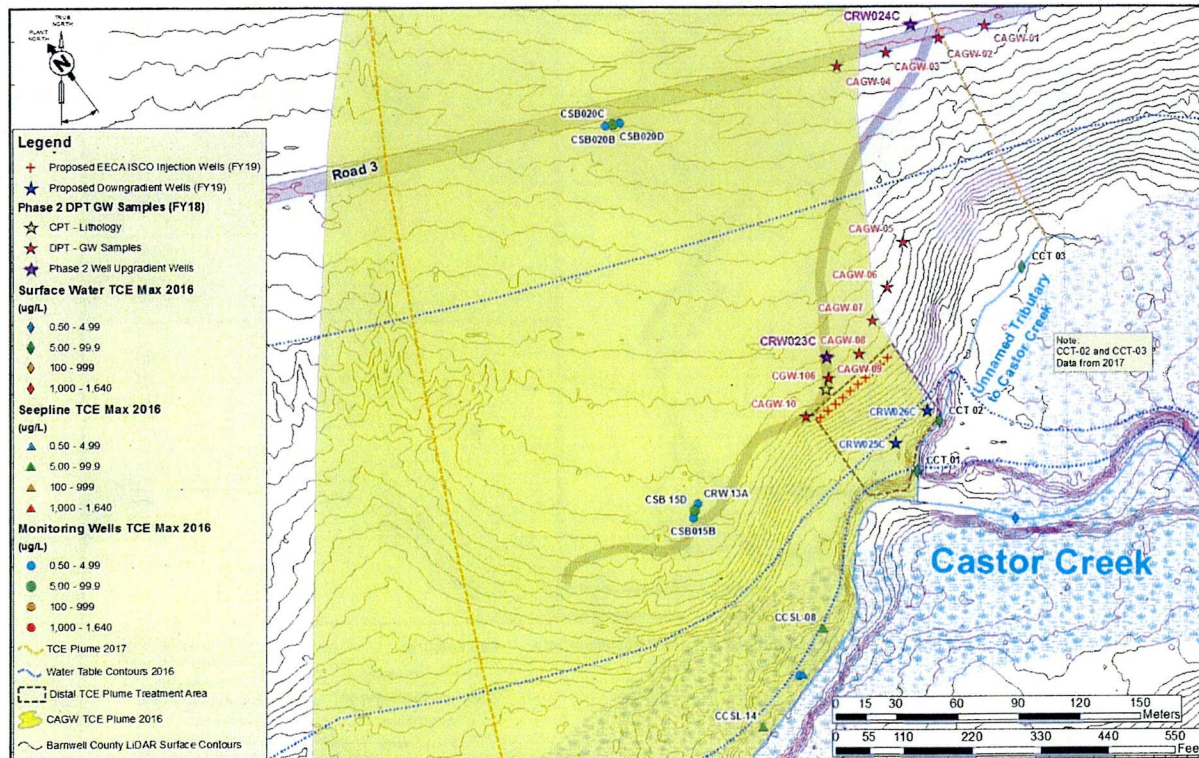 TRUE
NORTH
PLANT
NORTH
N
Legend
Proposed EECA ISCO Injection Wells (FY19)
Proposed Downgradient Wells (FY19)
Phase 2 DPT GW Samples (FY18)
CPT - Lithology
DPT - GW Samples
Phase 2 Well Upgradient Wells
Surface Water TCE Max 2016
(ug/L)
0.50 - 4.99
5.00 - 99.9
100 - 999
1,000 - 1,640
Seepline TCE Max 2016
(ug/L)
0.50 - 4.99
5.00 - 99.9
100 - 999
1,000 - 1,640
Monitoring Wells TCE Max 2016
(ug/L)
0.50 - 4.99
5.00 - 99.9
100 - 999
1,000 - 1,640
TCE Plume 2017
Water Table Contours 2016
Distal TCE Plume Treatment Area
CAGW TCE Plume 2016
Barnwell County LiDAR Surface Contours
CRW024C
CAGW-01
CAGW-02
CAGW-03
CAGW-04
CSB020C
CSB020B
CSB020D
Road 3
CAGW-05
CCT 03
CAGW-06
CAGW-07
Unnamed Tributary
to Castor Creek
Note:
CCT-02 and CCT-03
Data from 2017
CRW023C
CAGW-08
CAGW-09
CGW-106
CAGW-10
CRW026C
CCT 02
CRW025C
CCT 01
CSB 15D
CRW 13A
CSB015B
Castor Creek
CCSL-08
CCSL-14
0 15 30 60 90 120 150
Meters
0 55 110 220 330 440 550
Fee